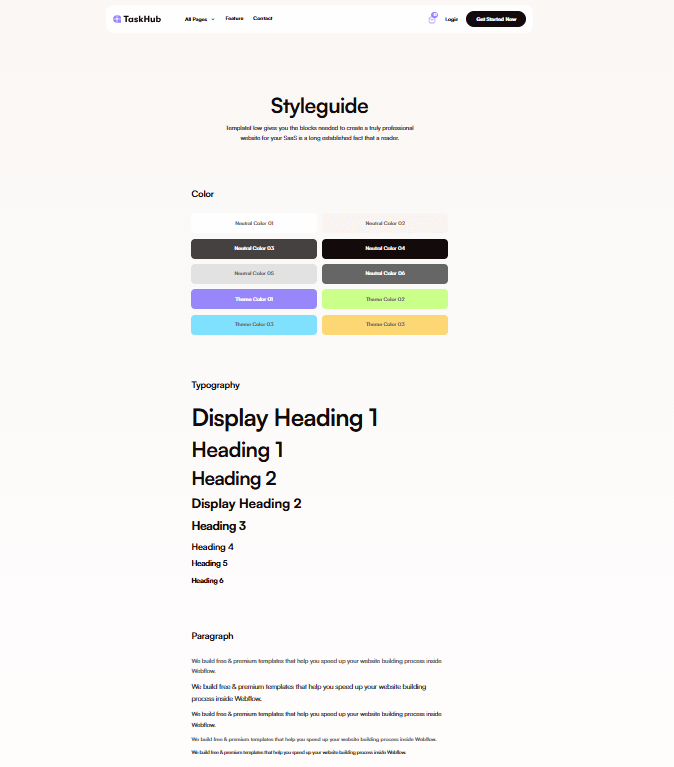 TaskHub
All Pages
Feature
Contact
Login
Get Started Now
Styleguide
Templated low gives you the blocks needed to create a truly professional
website for your SaaS is a long established fact that a reader.
Color
Neutral Color 01
Neutral Color 02
Neutral Color 03
Neutral Color 04
Neutral Color 05
Neutral Color 06
Theme Color 01
Theme Color 02
Theme Color 03
Theme Color 03
Typography
Display Heading 1
Heading 1
Heading 2
Display Heading 2
Heading 3
Heading 4
Heading 5
Heading 6
Paragraph
We build free & premium templates that help you speed up your website building process inside
Webflow.
We build free & premium templates that help you speed up your website building
process inside Webflow.
We build free & premium templates that help you speed up your website building process inside
Webflow.
We build free & premium templates that help you speed up your website building process inside Webflow.
We build free & premium templates that help you speed up your website building process inside Webflow.